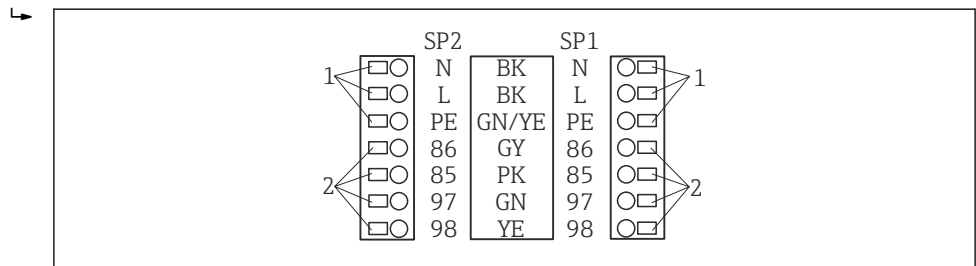 SP2 SP1
1 N BK N 1
L BK L
PE GN/YE PE
86 GY 86
2 85 PK 85 2
97 GN 97
98 YE 98